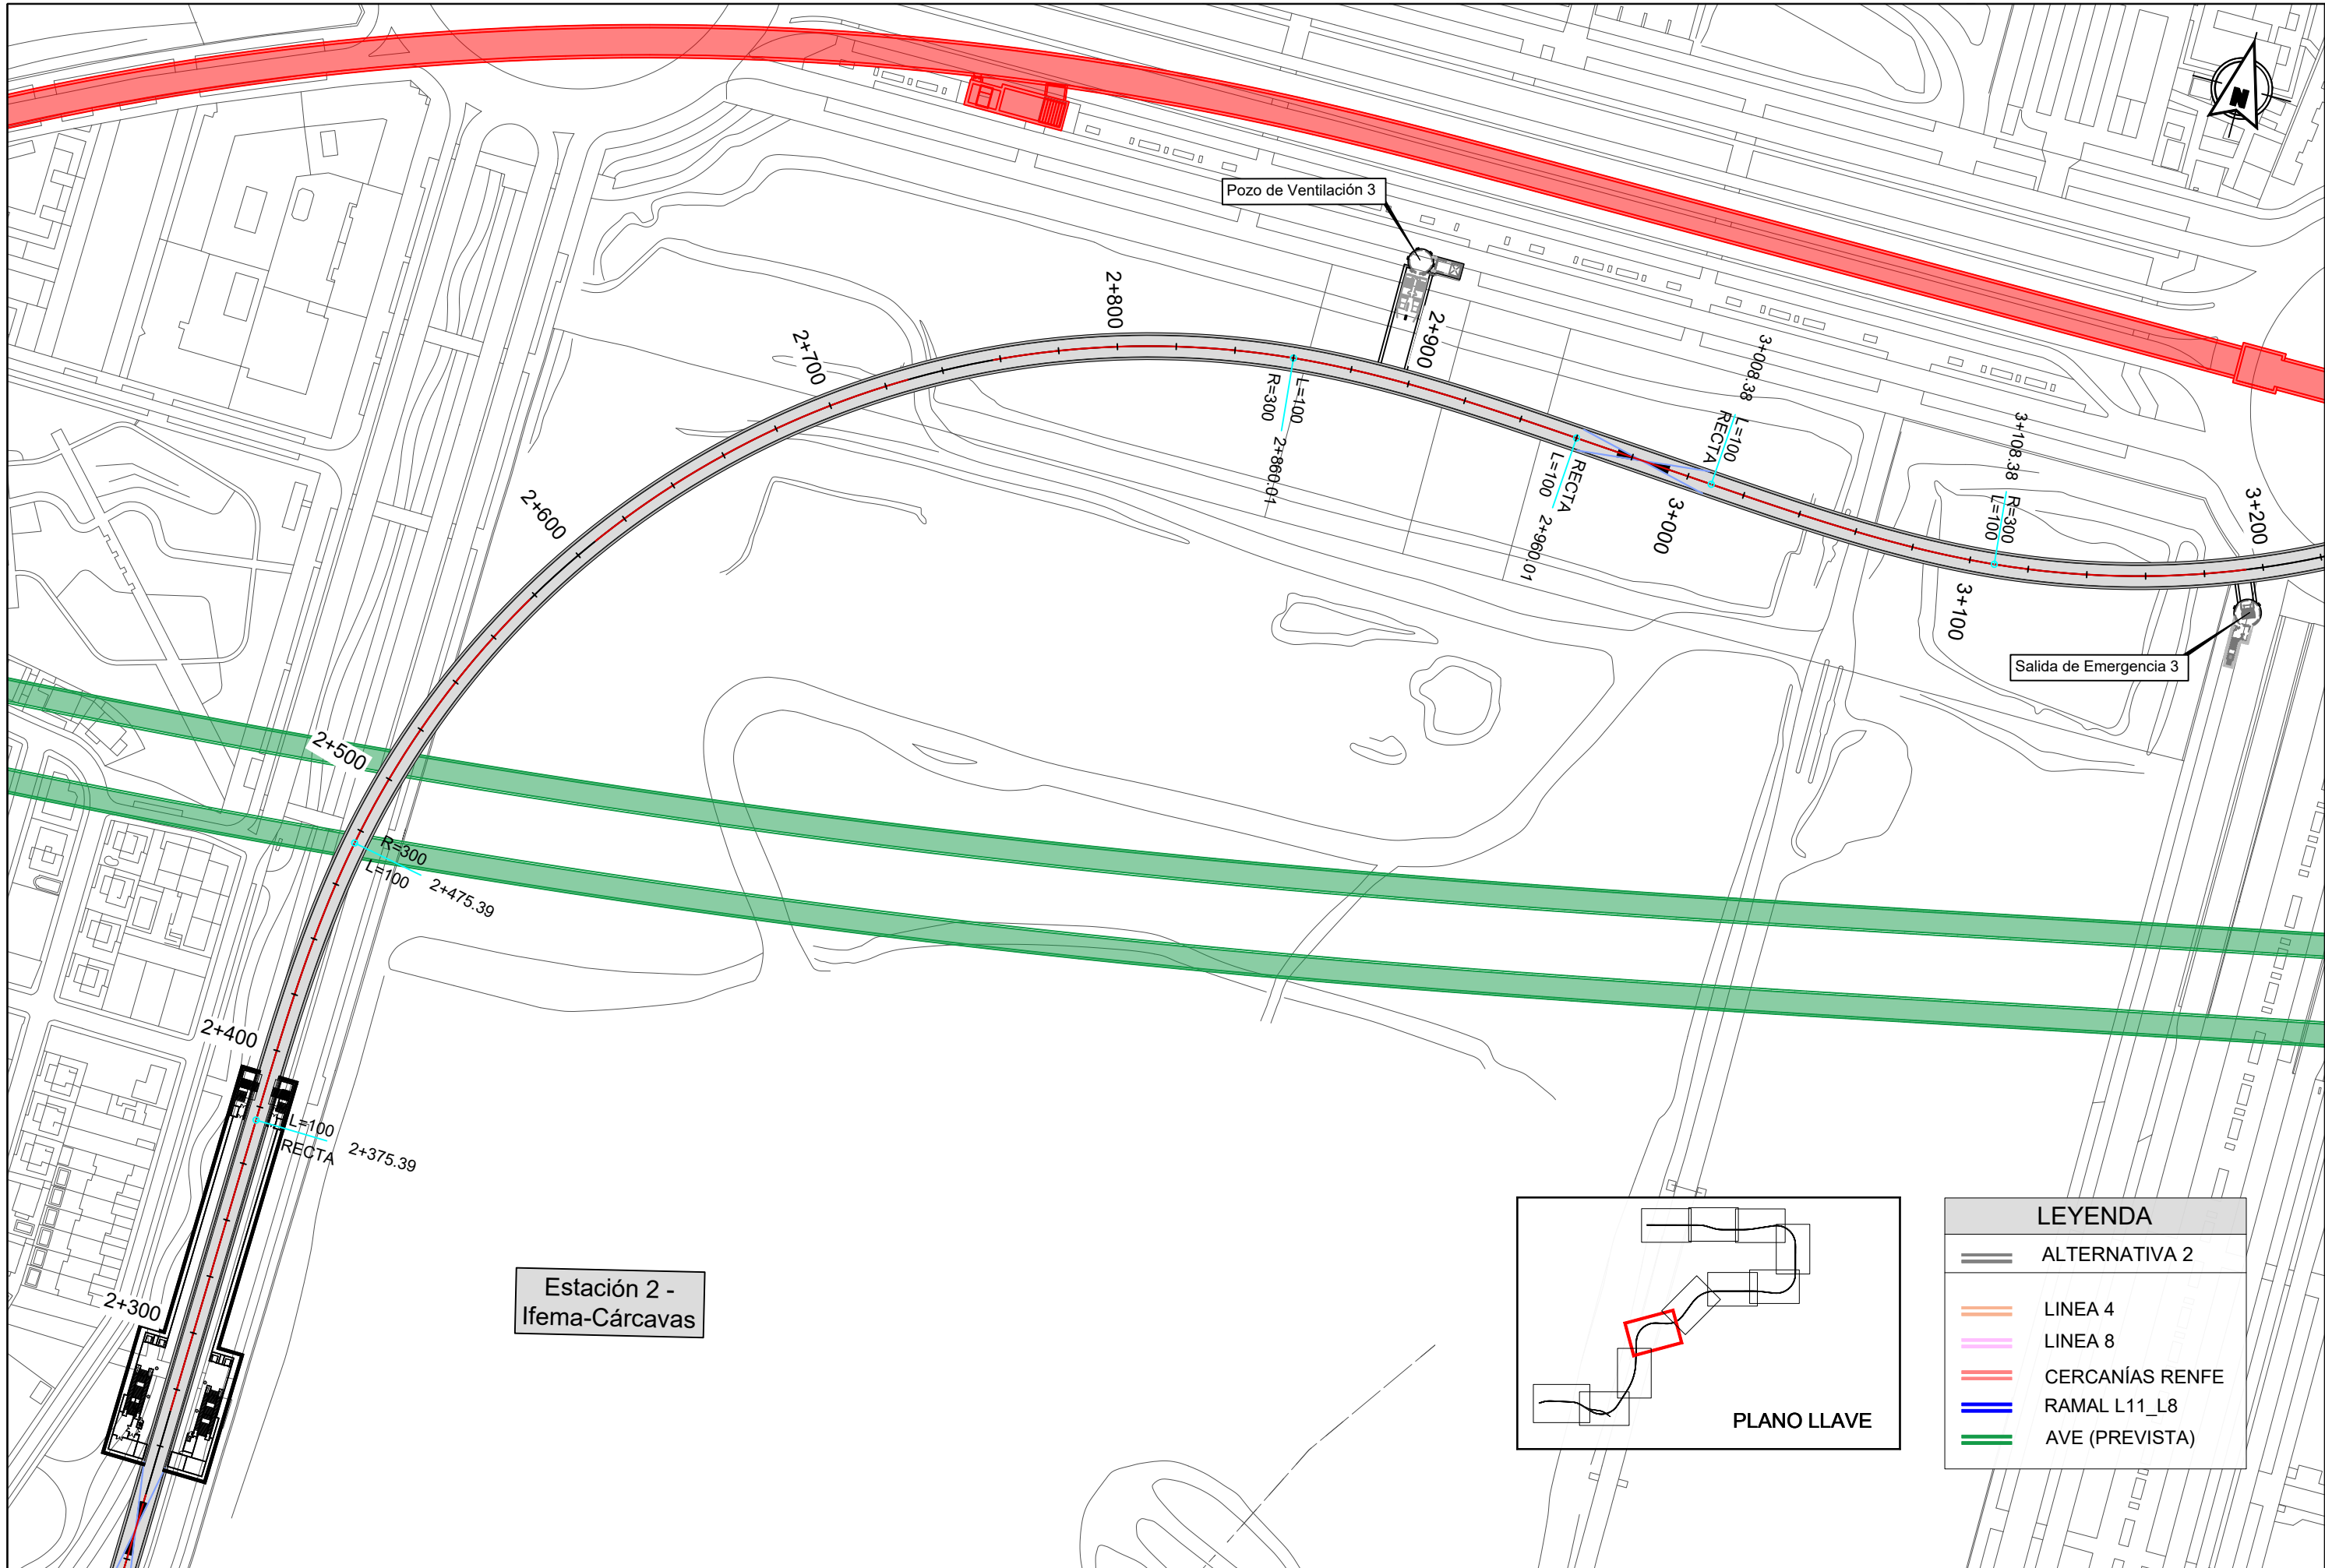 N
Pozo de Ventilación 3
2+800
2+700
2+900
2+600
R=300
L=100
2+860.01
3+008.38
L=100
RECTA
RECTA
L=100
2+960.01
3+000
3+108.38
R=300
L=100
3+100
3+200
Salida de Emergencia 3
2+500
R=300
L=100
2+475.39
2+400
L=100
RECTA
2+375.39
2+300
Estación 2 -
Ifema-Cárcavas
PLANO LLAVE
LEYENDA
ALTERNATIVA 2
LINEA 4
LINEA 8
CERCANÍAS RENFE
RAMAL L11_L8
AVE (PREVISTA)